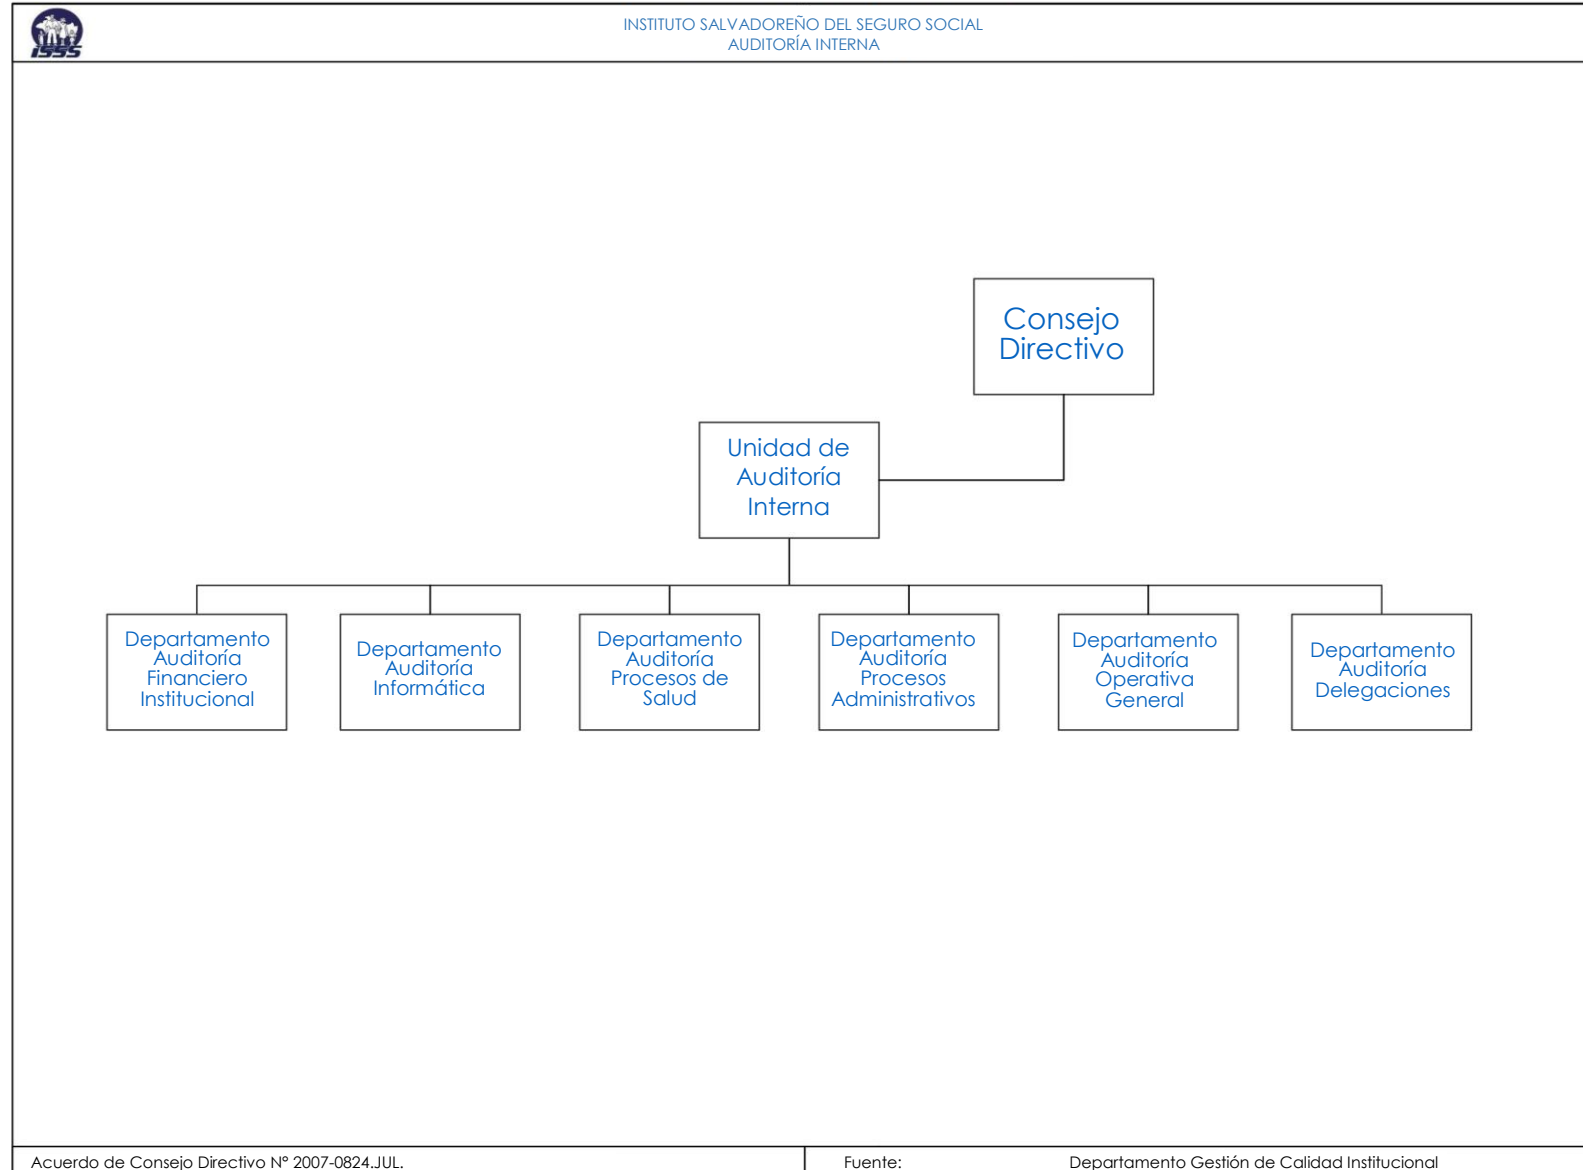 ISSS
INSTITUTO SALVADOREÑO DEL SEGURO SOCIAL
AUDITORÍA INTERNA
Consejo
Directivo
Unidad de
Auditoría
Interna
Departamento
Auditoría
Financiero
Institucional
Departamento
Auditoría
Informática
Departamento
Auditoría
Procesos de
Salud
Departamento
Auditoría
Procesos
Administrativos
Departamento
Auditoría
Operativa
General
Departamento
Auditoría
Delegaciones
Acuerdo de Consejo Directivo N° 2007-0824.JUL.
Fuente: Departamento Gestión de Calidad Institucional